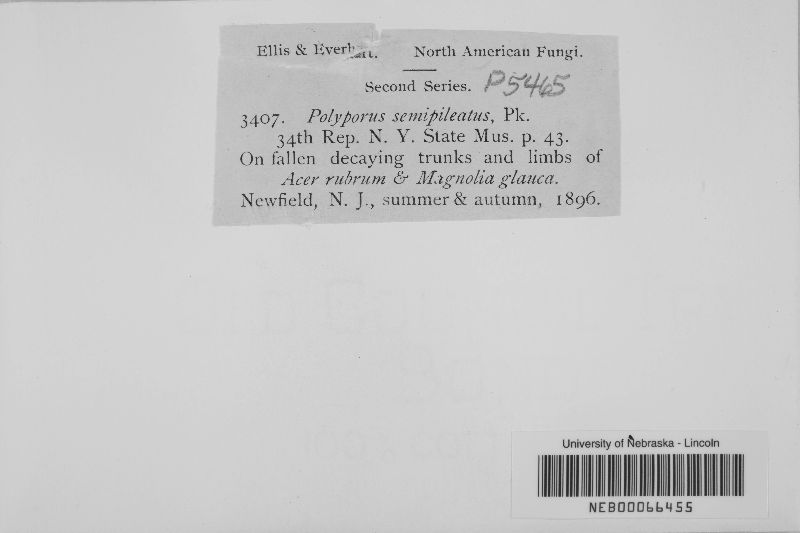 Ellis & Everhart. North American Fungi.
Second Series. P5465
3407. Polyporus semipileatus, Pk.
34th Rep. N. Y. State Mus. p. 43.
On fallen decaying trunks and limbs of
Acer rubrum & Magnolia glauca.
Newfield, N. J., summer & autumn, 1896.
University of Nebraska - Lincoln
NEB00066455